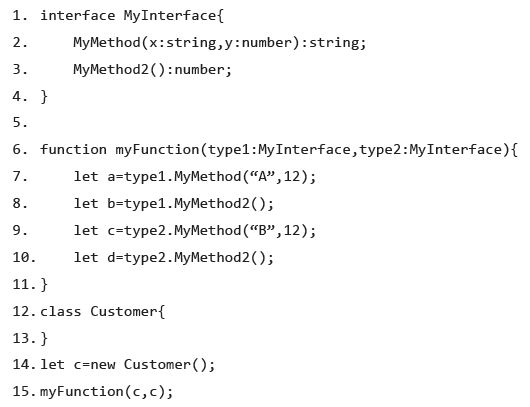 1. interface MyInterface{
2.     MyMethod(x:string,y:number):string;
3.     MyMethod2():number;
4. }
5.
6. function myFunction(type1:MyInterface,type2:MyInterface){
7.     let a=type1.MyMethod(“A”,12);
8.     let b=type1.MyMethod2();
9.     let c=type2.MyMethod(“B”,12);
10.     let d=type2.MyMethod2();
11. }
12. class Customer{
13. }
14. let c=new Customer();
15. myFunction(c,c);